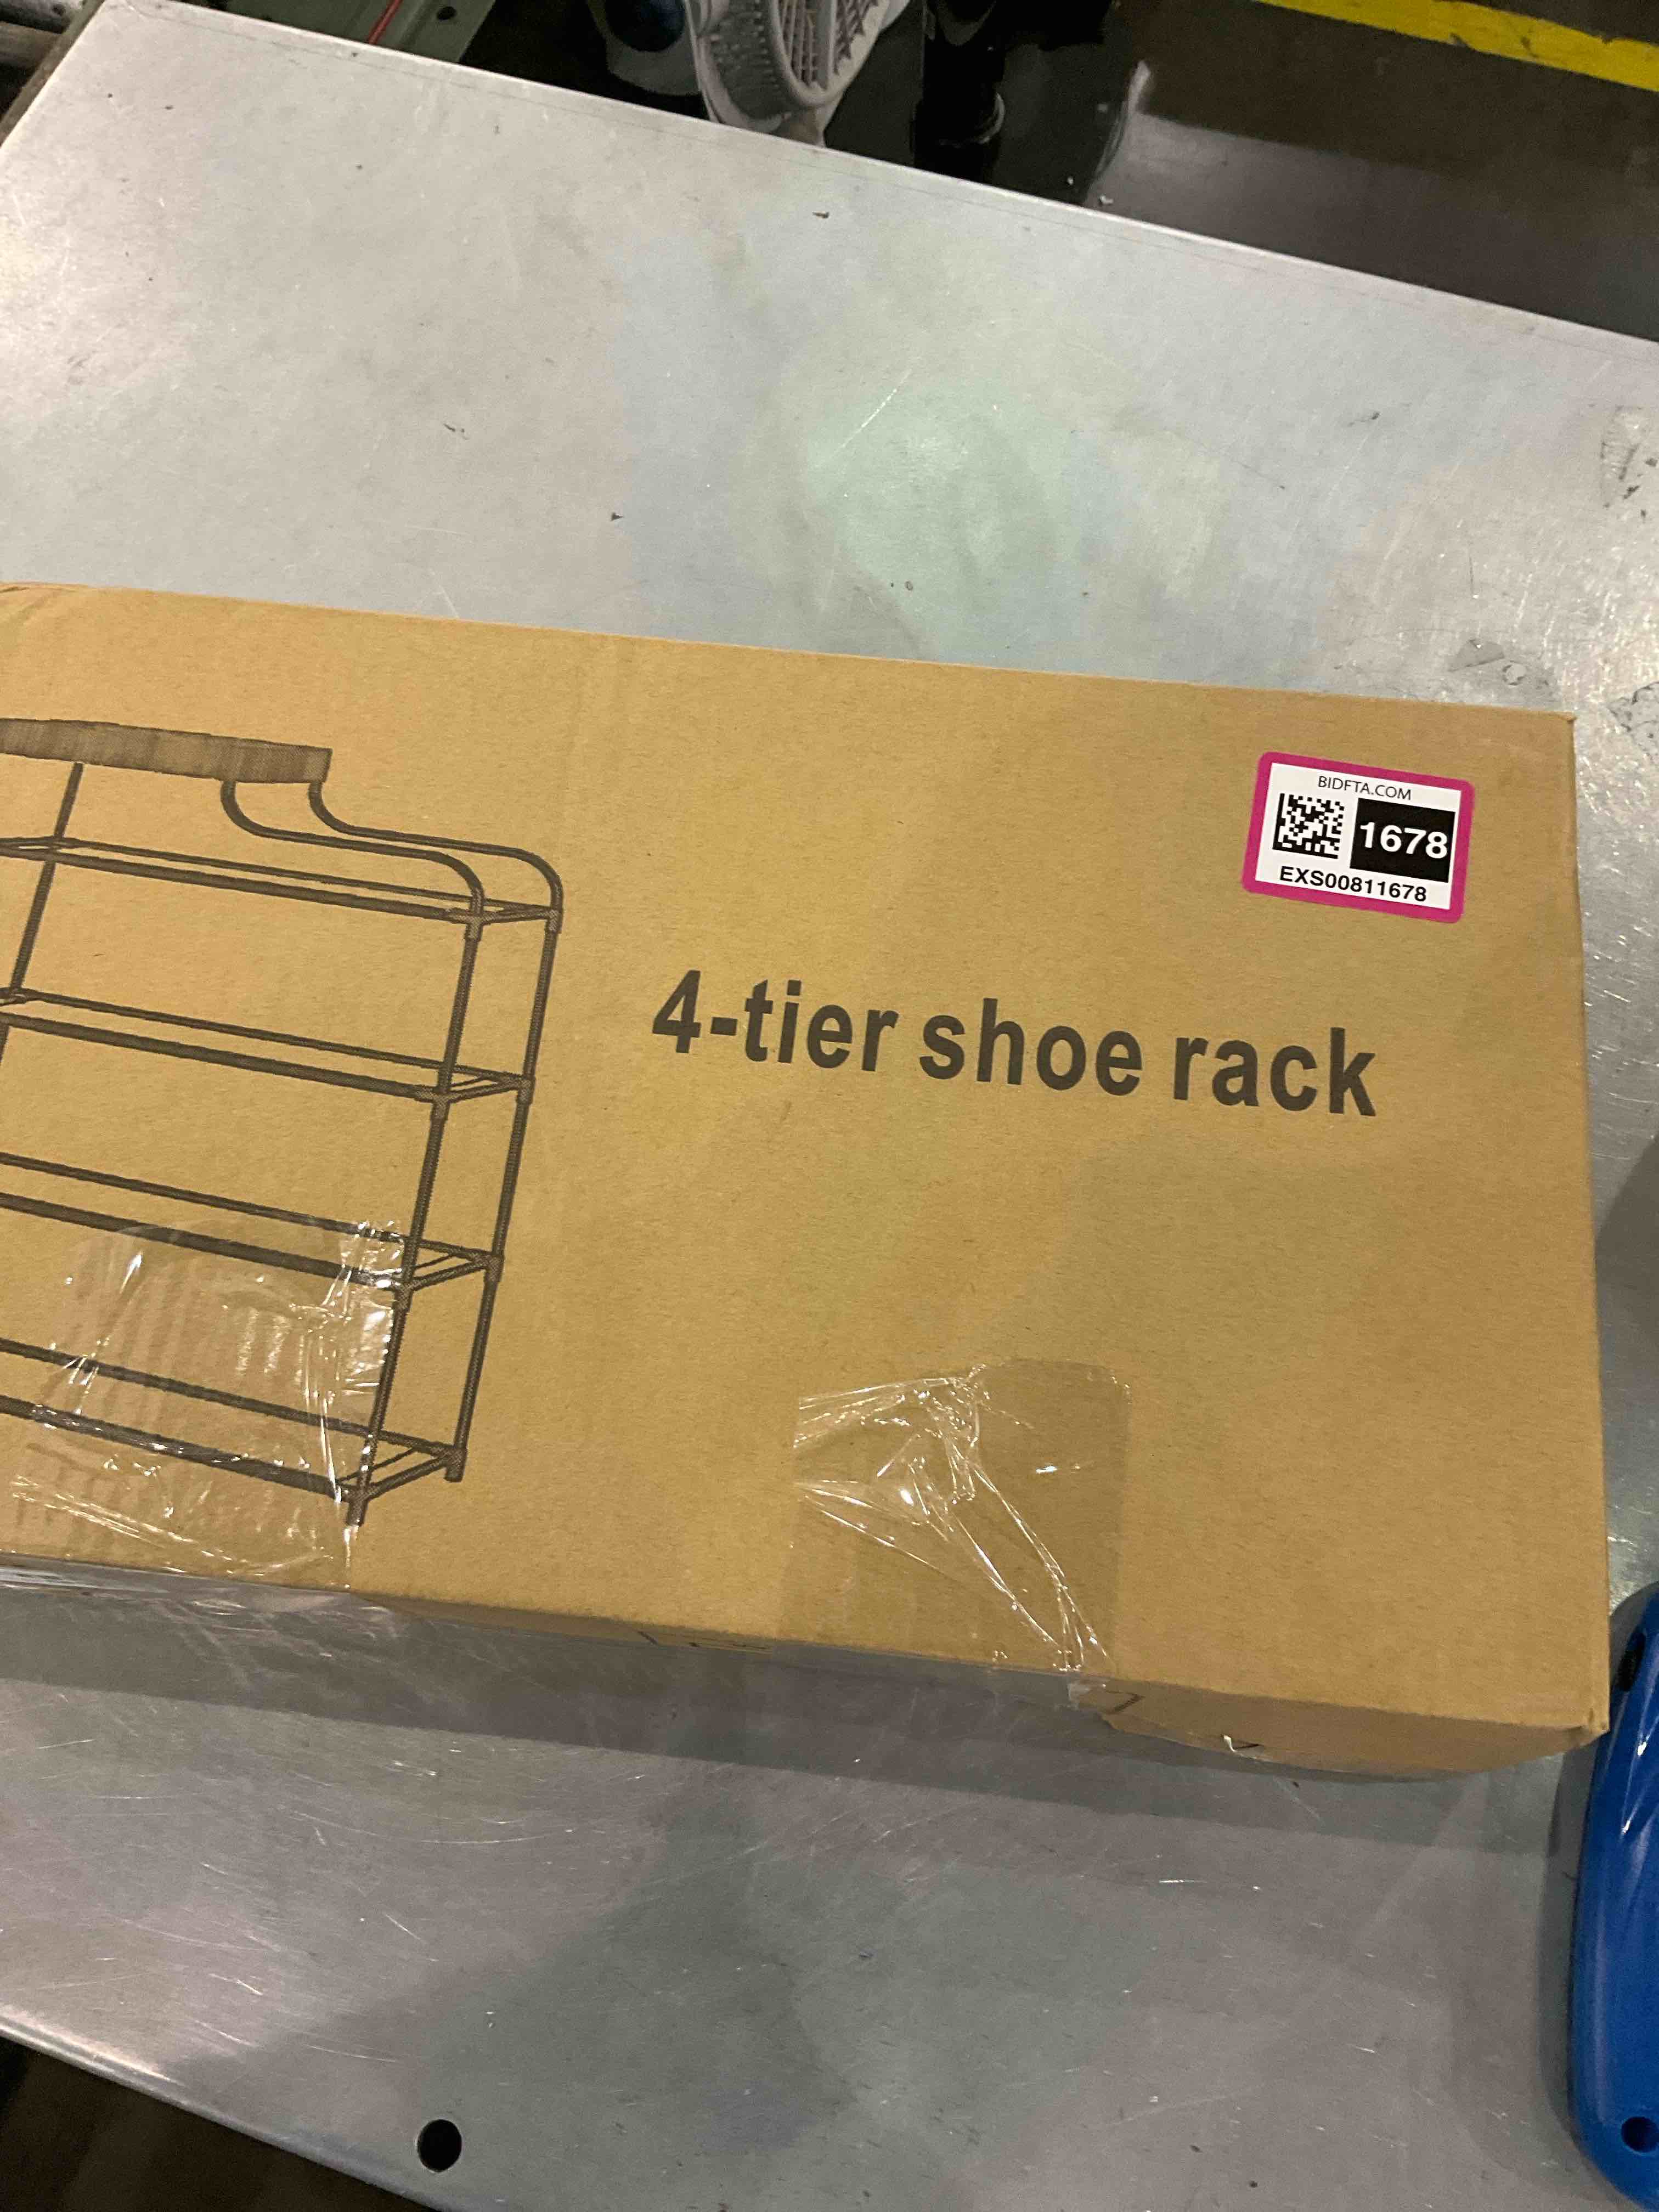 BIDFTA.COM
1678
EXS00811678
4-tier shoe rack